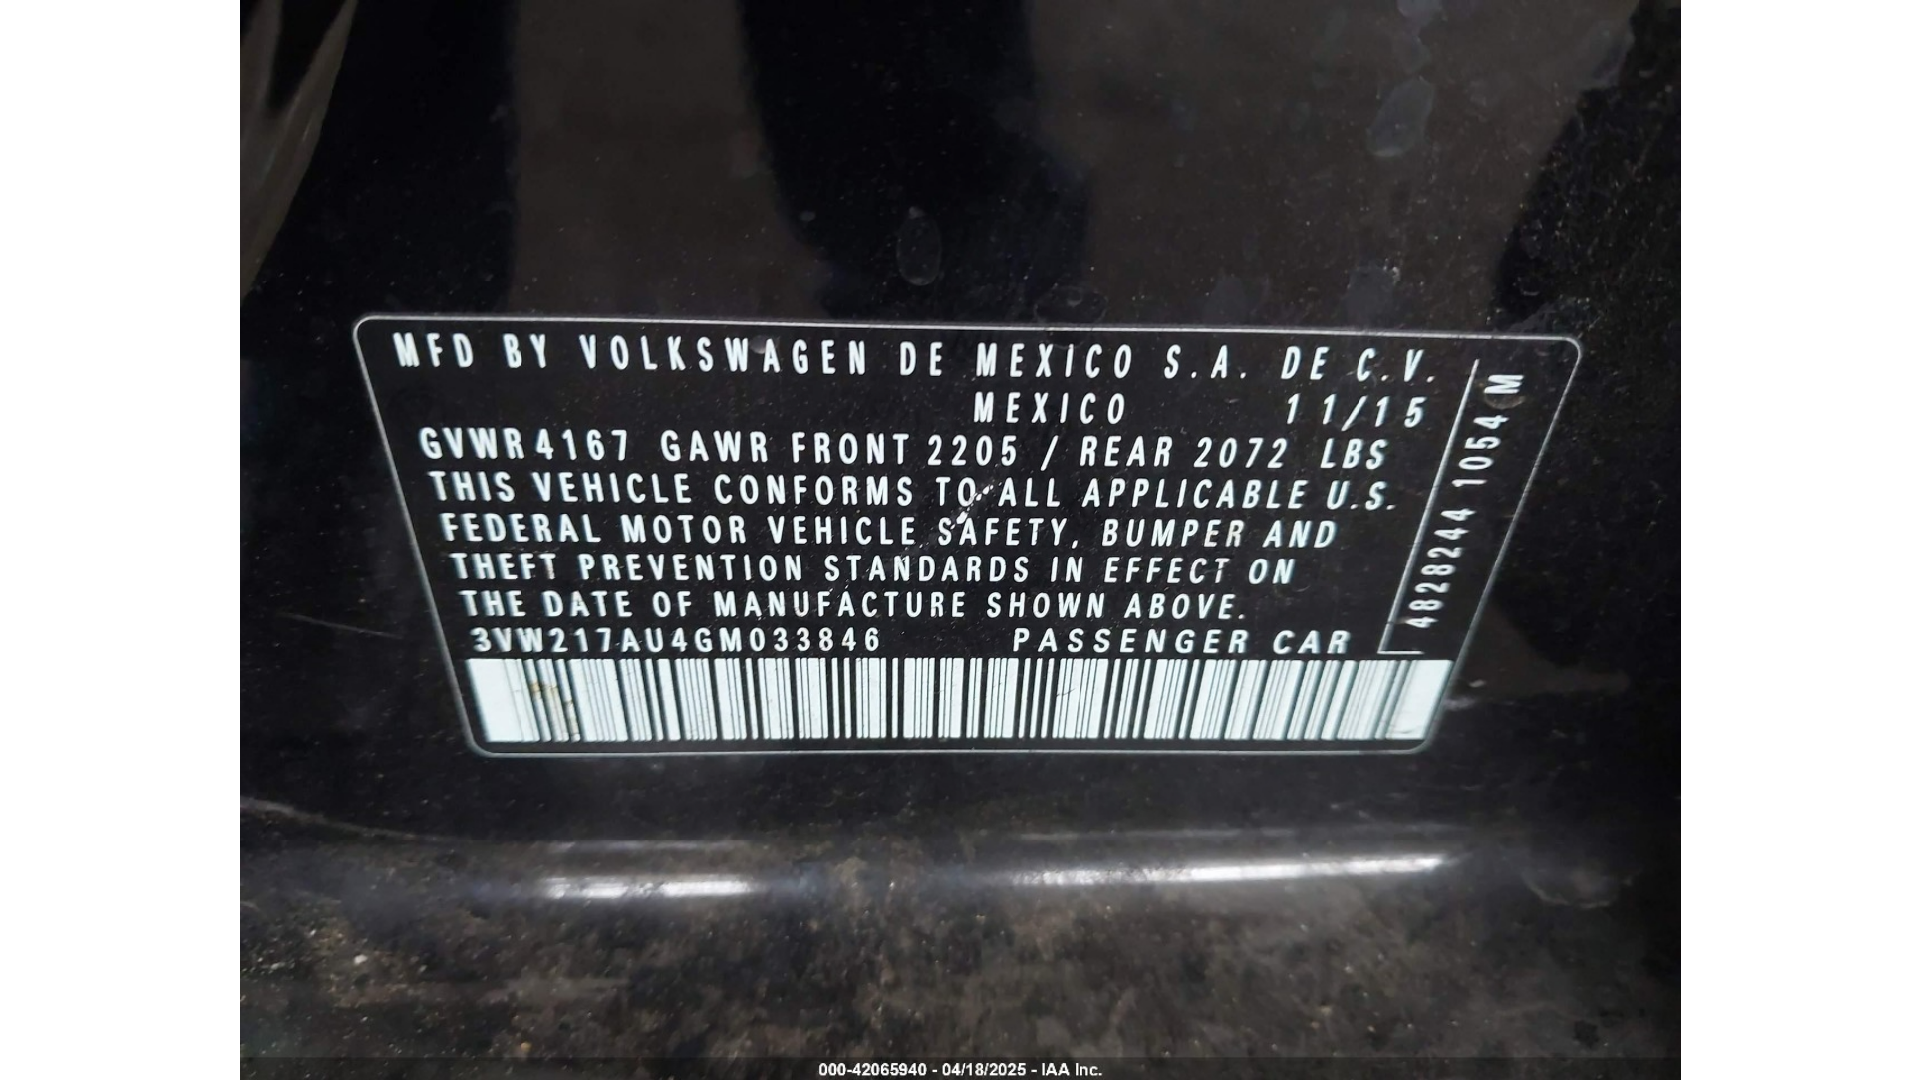 MFD BY VOLKSWAGEN DE MEXICO S.A. DE C.V.
MEXICO 11/15
GVWR 4167 GAWR FRONT 2205 / REAR 2072 LBS
THIS VEHICLE CONFORMS TO ALL APPLICABLE U.S.
FEDERAL MOTOR VEHICLE SAFETY, BUMPER AND
THEFT PREVENTION STANDARDS IN EFFECT ON
THE DATE OF MANUFACTURE SHOWN ABOVE.
3VW217AU4GM033846 PASSENGER CAR
4828244 1054 M
000-42065940 - 04/18/2025 - IAA Inc.